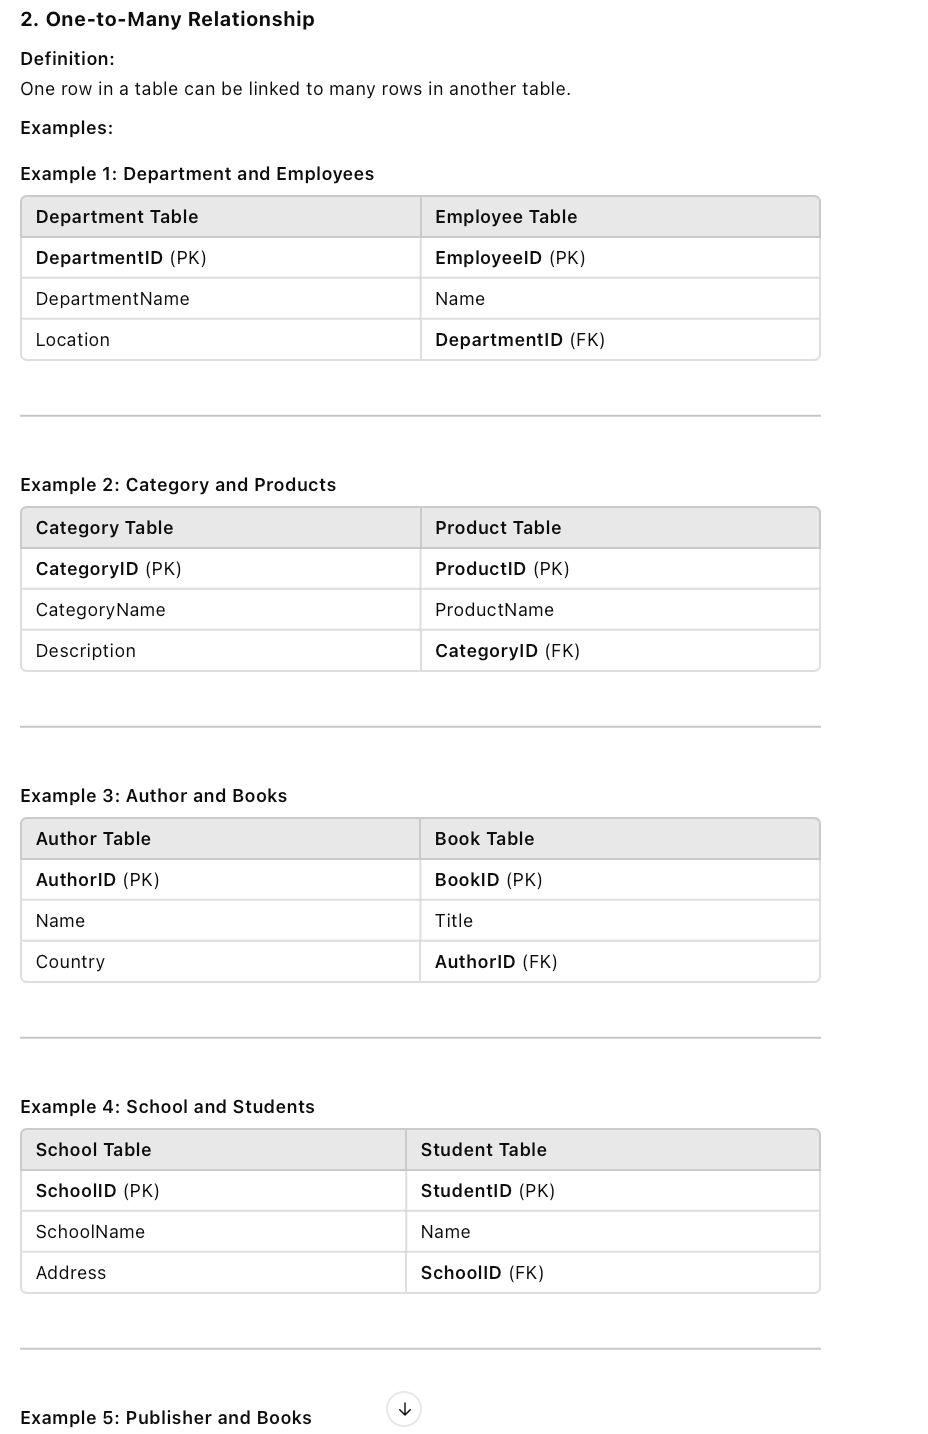 2. One-to-Many Relationship
Definition:
One row in a table can be linked to many rows in another table.
Examples:
Example 1: Department and Employees
Department Table Employee Table
DepartmentID (PK) EmployeeID (PK)
DepartmentName Name
Location DepartmentID (FK)
Example 2: Category and Products
Category Table Product Table
CategoryID (PK) ProductID (PK)
CategoryName ProductName
Description CategoryID (FK)
Example 3: Author and Books
Author Table Book Table
AuthorID (PK) BookID (PK)
Name Title
Country AuthorID (FK)
Example 4: School and Students
School Table Student Table
SchoolID (PK) StudentID (PK)
SchoolName Name
Address SchoolID (FK)
Example 5: Publisher and Books